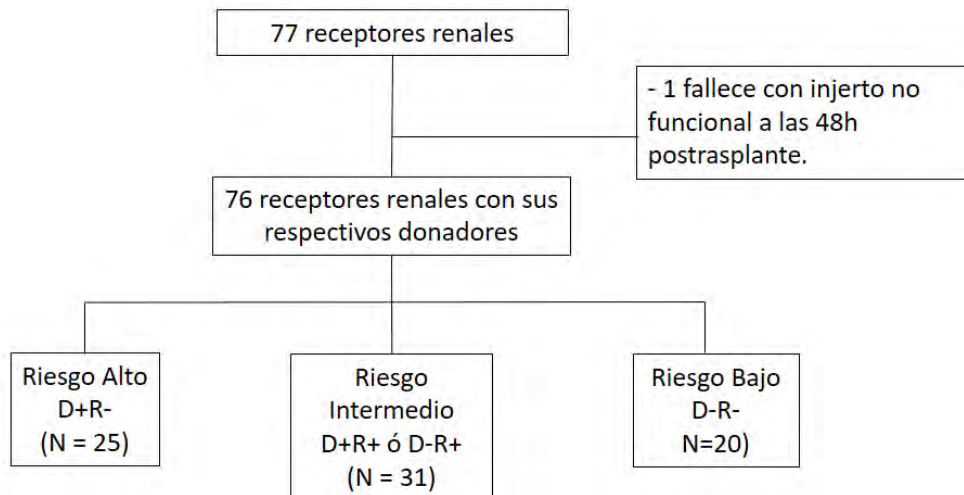 77 receptores renales
- 1 fallece con injerto no
funcional a las 48h
postrasplante.
76 receptores renales con sus
respectivos donadores
Riesgo Alto
D+R-
(N = 25)
Riesgo
Intermedio
D+R+ ó D-R+
(N = 31)
Riesgo Bajo
D-R-
N=20)